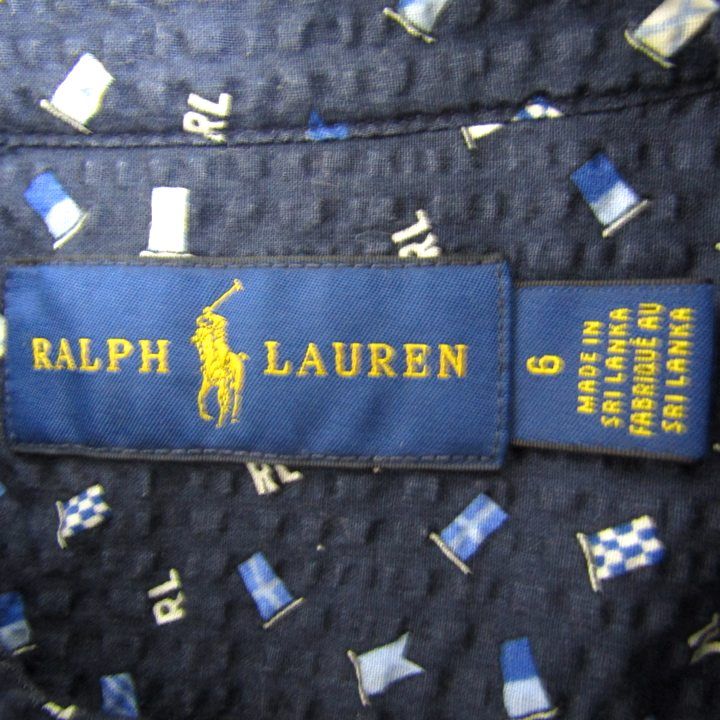 RL
RL
RALPH LAUREN
6
MADE IN
SRI LANKA
FABRIQUÉ AU
SRI LANKA
RL
RL